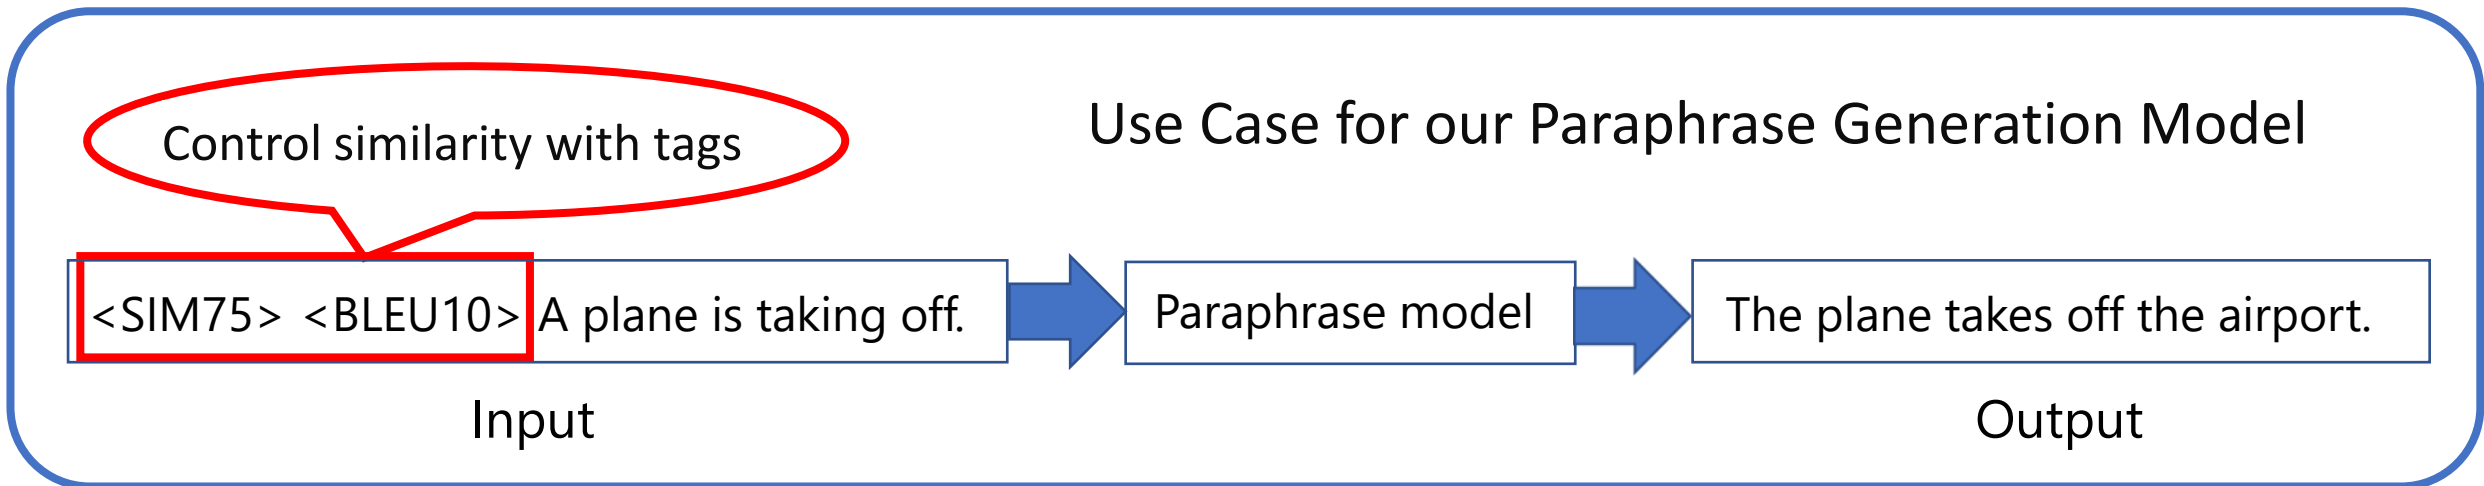 Control similarity with tags
Use Case for our Paraphrase Generation Model
<SIM75> <BLEU10> A plane is taking off.
Paraphrase model
The plane takes off the airport.
Input
Output